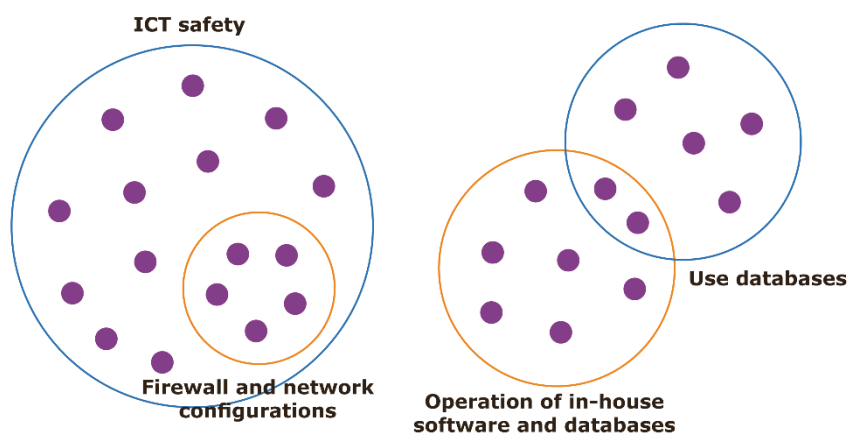 ICT safety
Firewall and network
configurations
Use databases
Operation of in-house
software and databases